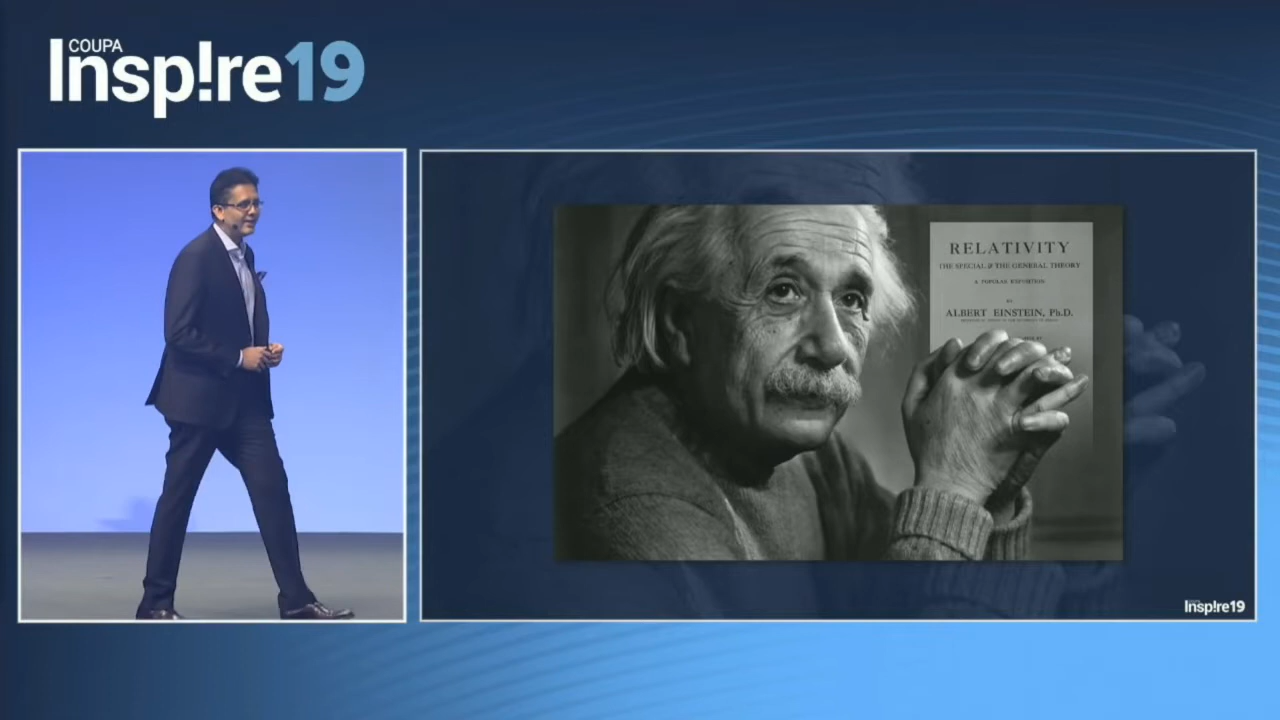 COUPA
Insp!re19
RELATIVITY
THE SPECIAL & THE GENERAL THEORY
A POPULAR EXPOSITION
BY
ALBERT EINSTEIN, Ph.D.
Insp!re19